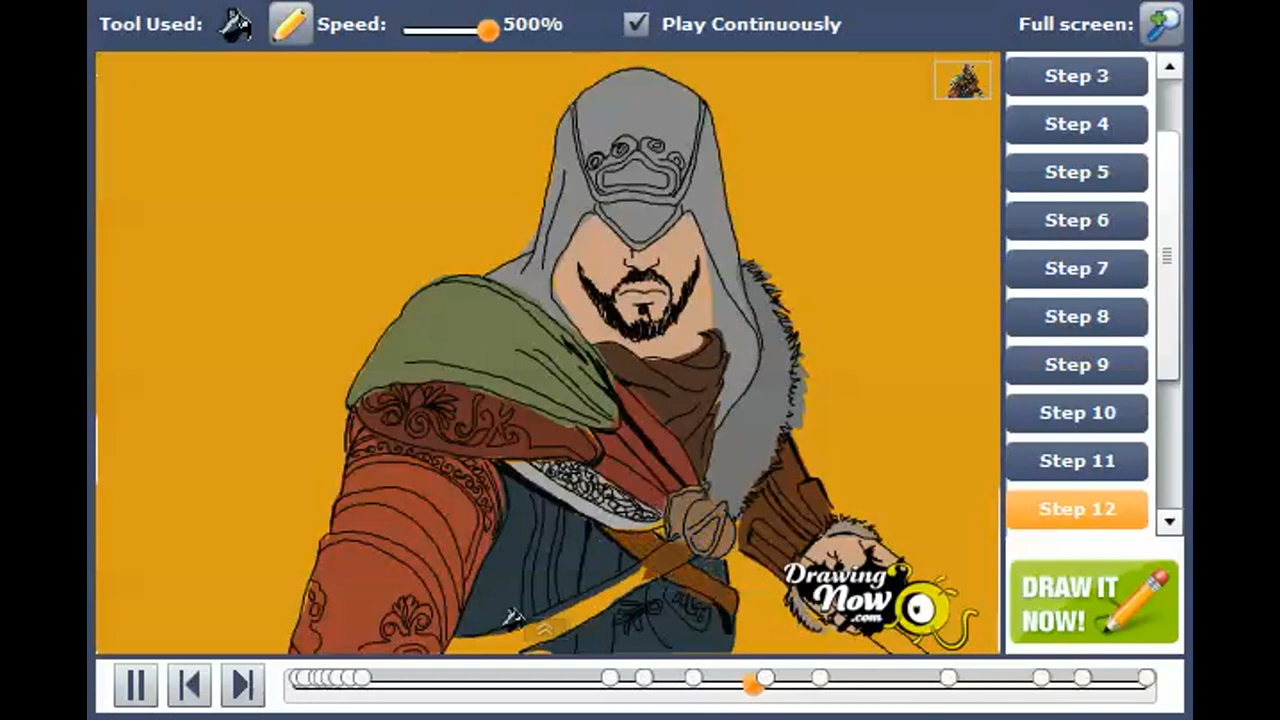 Tool Used:
Speed:
500%
Play Continuously
Full screen:
Step 3
Step 4
Step 5
Step 6
Step 7
Step 8
Step 9
Step 10
Step 11
Step 12
Drawing
Now
.com
DRAW IT
NOW!